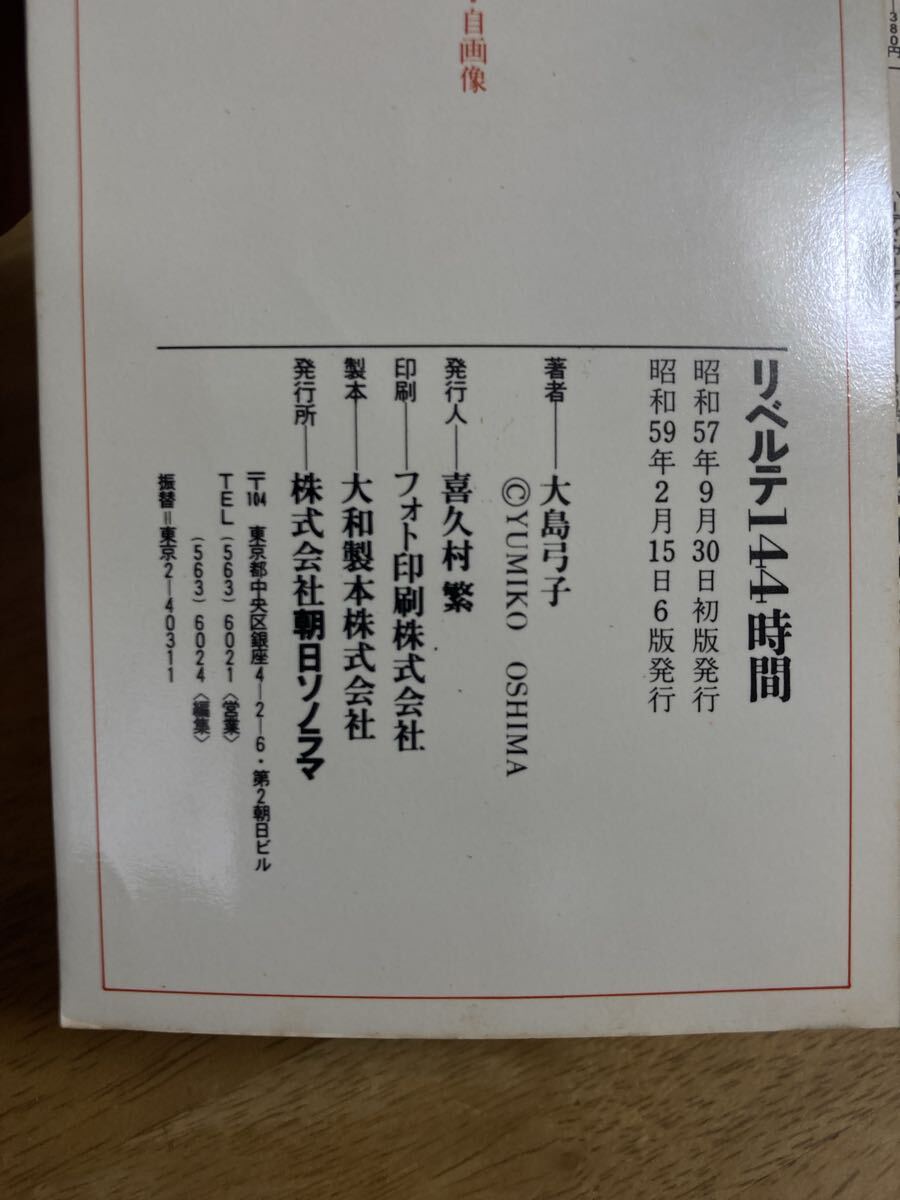 ・自画像
リベルテ144時間
昭和57年9月30日初版発行
昭和59年2月15日6版発行
著者──大島弓子
©YUMIKO OSHIMA
発行人──喜久村 繁
印刷──フォト印刷株式会社
製本──大和製本株式会社
発行所──株式会社朝日ソノラマ
〒104 東京都中央区銀座4—2—6・第2朝日ビル
TEL (563) 6021〈営業〉
(563) 6024〈編集〉
振替＝東京2—40311
380円